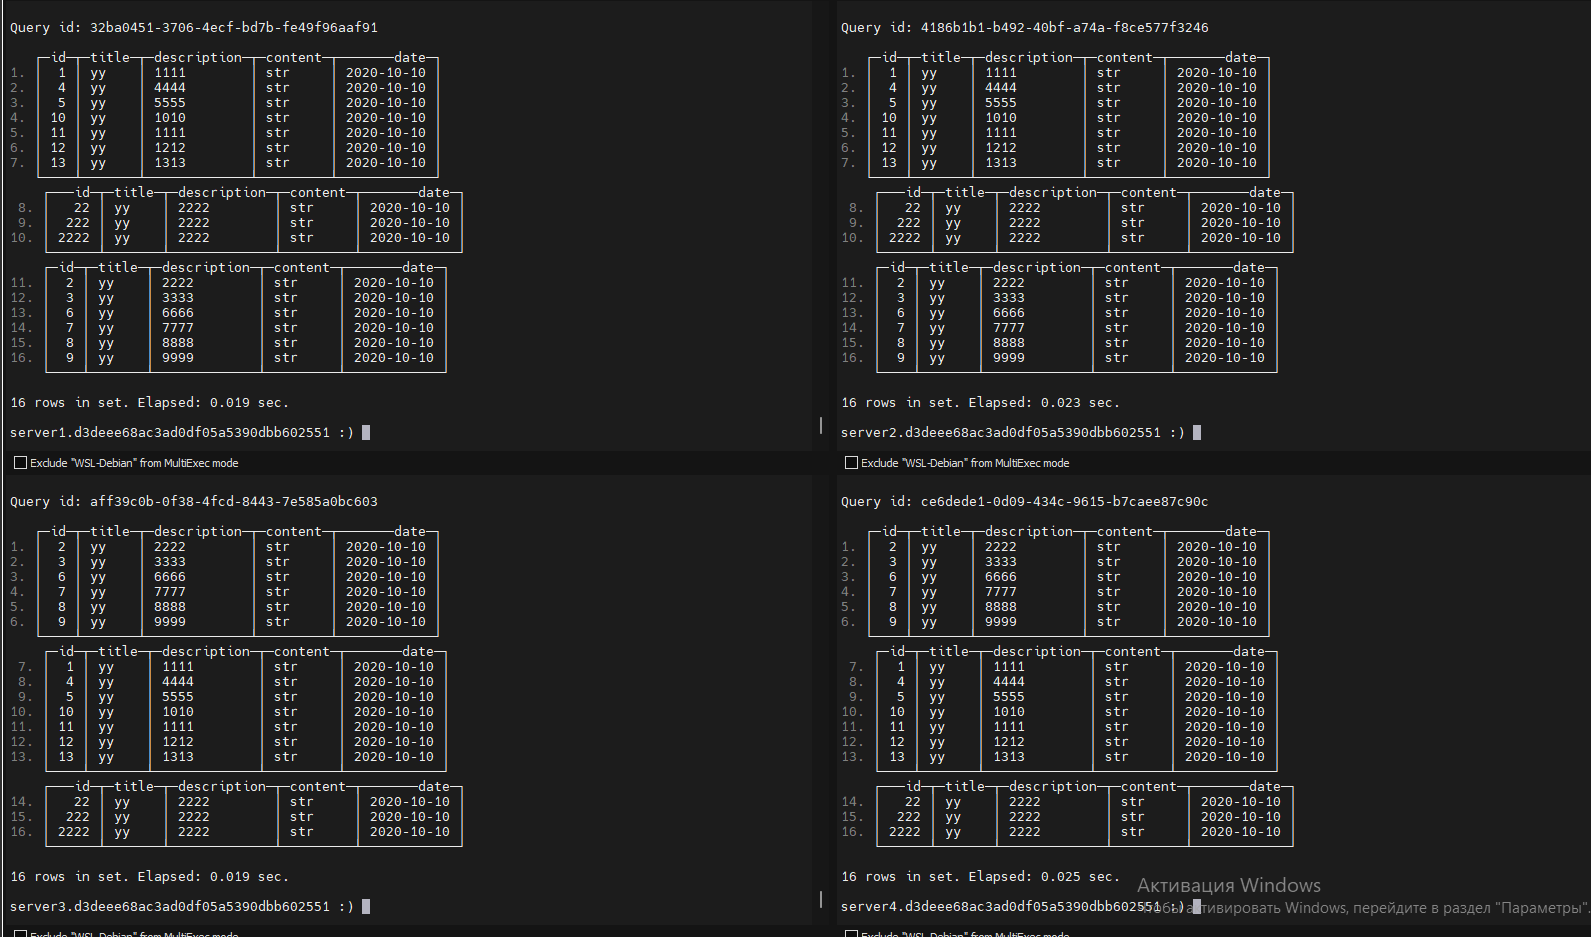 Query id: 32ba0451-3706-4ecf-bd7b-fe49f96aaf91
id title description content date
1. 1 yy 1111 str 2020-10-10
2. 4 yy 4444 str 2020-10-10
3. 5 yy 5555 str 2020-10-10
4. 10 yy 1010 str 2020-10-10
5. 11 yy 1111 str 2020-10-10
6. 12 yy 1212 str 2020-10-10
7. 13 yy 1313 str 2020-10-10
id title description content date
8. 22 yy 2222 str 2020-10-10
9. 222 yy 2222 str 2020-10-10
10. 2222 yy 2222 str 2020-10-10
id title description content date
11. 2 yy 2222 str 2020-10-10
12. 3 yy 3333 str 2020-10-10
13. 6 yy 6666 str 2020-10-10
14. 7 yy 7777 str 2020-10-10
15. 8 yy 8888 str 2020-10-10
16. 9 yy 9999 str 2020-10-10
16 rows in set. Elapsed: 0.019 sec.
server1.d3deee68ac3ad0df05a5390dbb602551 :)
Exclude "WSL-Debian" from MultiExec mode
Query id: 4186b1b1-b492-40bf-a74a-f8ce577f3246
id title description content date
1. 1 yy 1111 str 2020-10-10
2. 4 yy 4444 str 2020-10-10
3. 5 yy 5555 str 2020-10-10
4. 10 yy 1010 str 2020-10-10
5. 11 yy 1111 str 2020-10-10
6. 12 yy 1212 str 2020-10-10
7. 13 yy 1313 str 2020-10-10
id title description content date
8. 22 yy 2222 str 2020-10-10
9. 222 yy 2222 str 2020-10-10
10. 2222 yy 2222 str 2020-10-10
id title description content date
11. 2 yy 2222 str 2020-10-10
12. 3 yy 3333 str 2020-10-10
13. 6 yy 6666 str 2020-10-10
14. 7 yy 7777 str 2020-10-10
15. 8 yy 8888 str 2020-10-10
16. 9 yy 9999 str 2020-10-10
16 rows in set. Elapsed: 0.023 sec.
server2.d3deee68ac3ad0df05a5390dbb602551 :)
Exclude "WSL-Debian" from MultiExec mode
Query id: aff39c0b-0f38-4fcd-8443-7e585a0bc603
id title description content date
1. 2 yy 2222 str 2020-10-10
2. 3 yy 3333 str 2020-10-10
3. 6 yy 6666 str 2020-10-10
4. 7 yy 7777 str 2020-10-10
5. 8 yy 8888 str 2020-10-10
6. 9 yy 9999 str 2020-10-10
id title description content date
7. 1 yy 1111 str 2020-10-10
8. 4 yy 4444 str 2020-10-10
9. 5 yy 5555 str 2020-10-10
10. 10 yy 1010 str 2020-10-10
11. 11 yy 1111 str 2020-10-10
12. 12 yy 1212 str 2020-10-10
13. 13 yy 1313 str 2020-10-10
id title description content date
14. 22 yy 2222 str 2020-10-10
15. 222 yy 2222 str 2020-10-10
16. 2222 yy 2222 str 2020-10-10
16 rows in set. Elapsed: 0.019 sec.
server3.d3deee68ac3ad0df05a5390dbb602551 :)
Exclude "WSL-Debian" from MultiExec mode
Query id: ce6dede1-0d09-434c-9615-b7caee87c90c
id title description content date
1. 2 yy 2222 str 2020-10-10
2. 3 yy 3333 str 2020-10-10
3. 6 yy 6666 str 2020-10-10
4. 7 yy 7777 str 2020-10-10
5. 8 yy 8888 str 2020-10-10
6. 9 yy 9999 str 2020-10-10
id title description content date
7. 1 yy 1111 str 2020-10-10
8. 4 yy 4444 str 2020-10-10
9. 5 yy 5555 str 2020-10-10
10. 10 yy 1010 str 2020-10-10
11. 11 yy 1111 str 2020-10-10
12. 12 yy 1212 str 2020-10-10
13. 13 yy 1313 str 2020-10-10
id title description content date
14. 22 yy 2222 str 2020-10-10
15. 222 yy 2222 str 2020-10-10
16. 2222 yy 2222 str 2020-10-10
16 rows in set. Elapsed: 0.025 sec.
server4.d3deee68ac3ad0df05a5390dbb602551 :)
Exclude "WSL-Debian" from MultiExec mode
Активация Windows
Windows, перейдите в раздел "Параметры".